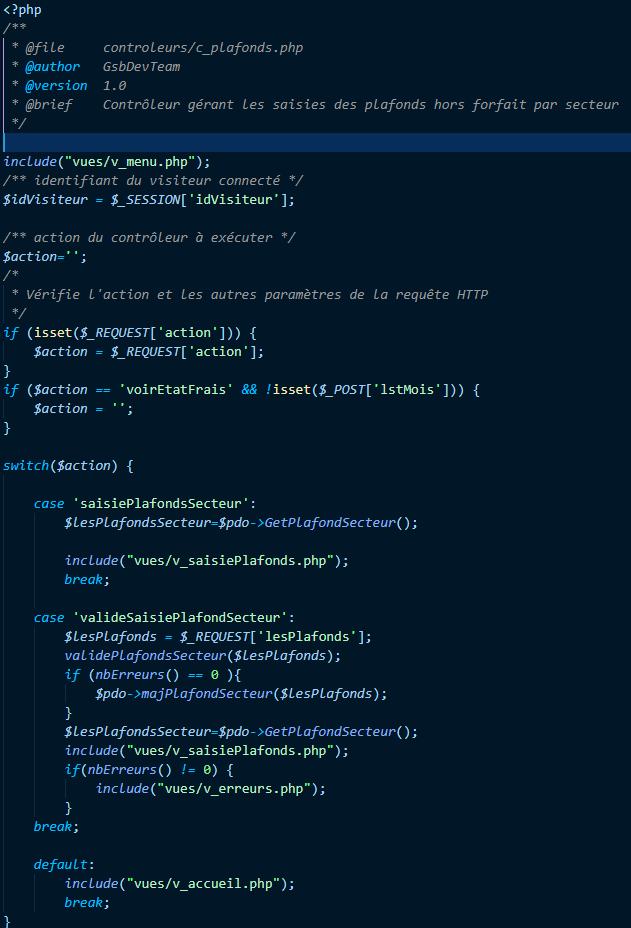 <?php
/**
 * @file     controleurs/c_plafonds.php
 * @author   GsbDevTeam
 * @version  1.0
 * @brief    Contrôleur gérant les saisies des plafonds hors forfait par secteur
 */

include("vues/v_menu.php");
/** identifiant du visiteur connecté */
$idVisiteur = $_SESSION['idVisiteur'];

/** action du contrôleur à exécuter */
$action='';
/*
 * Vérifie l'action et les autres paramètres de la requête HTTP
 */
if (isset($_REQUEST['action'])) {
    $action = $_REQUEST['action'];
}
if ($action == 'voirEtatFrais' && !isset($_POST['lstMois'])) {
    $action = '';
}

switch($action) {

    case 'saisiePlafondsSecteur':
        $lesPlafondsSecteur=$pdo->GetPlafondSecteur();

        include("vues/v_saisiePlafonds.php");
        break;

    case 'valideSaisiePlafondSecteur':
        $lesPlafonds = $_REQUEST['lesPlafonds'];
        validePlafondsSecteur($lesPlafonds);
        if (nbErreurs() == 0 ){
            $pdo->majPlafondSecteur($lesPlafonds);
        }
        $lesPlafondsSecteur=$pdo->GetPlafondSecteur();
        include("vues/v_saisiePlafonds.php");
        if(nbErreurs() != 0) {
            include("vues/v_erreurs.php");
        }
    break;

    default:
        include("vues/v_accueil.php");
        break;
}